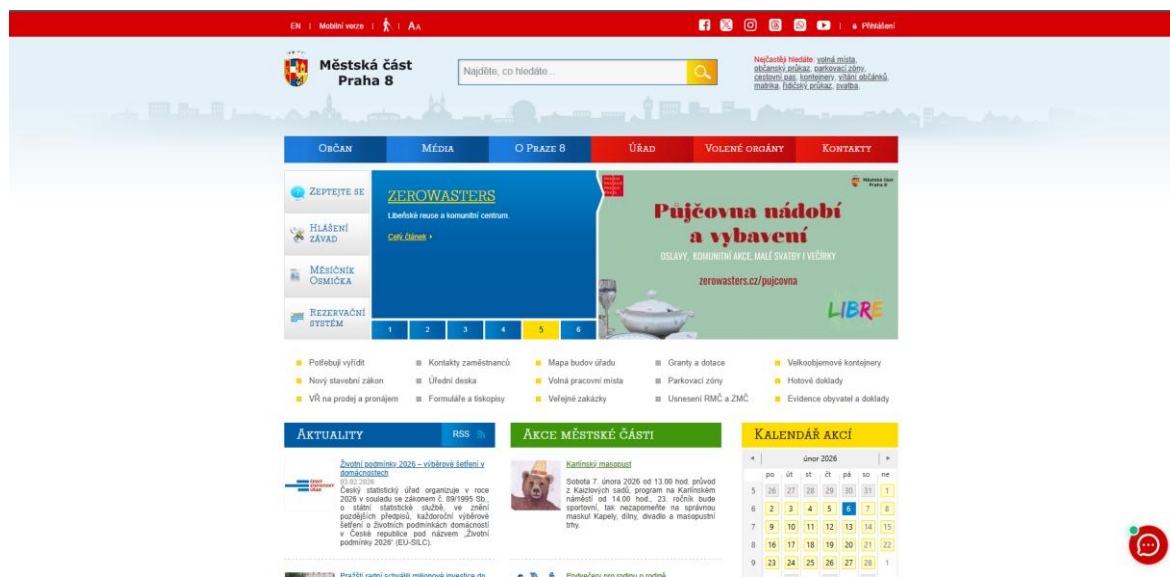 EN | Mobilní verze | | AA
| Přihlášení
Městská část
Praha 8
Najděte, co hledáte...
Nejčastěji hledáte: volná místa,
občanský průkaz, parkovací zóny,
cestovní pas, kontejnery, vítání občánků,
matrika, řidičský průkaz, svatba,
Občan
Média
O Praze 8
Úřad
Volené orgány
Kontakty
Zeptejte se
Hlášení
závad
Měsíčník
Osmička
Rezervační
systém
ZEROWASTERS
Libeňské reuse a komunitní centrum.
Celý článek
1 2 3 4 5 6
Městská část
Praha 8
Půjčovna nádobí
a vybavení
OSLAVY, KOMUNITNÍ AKCE, MALÉ SVATBY I VEČÍRKY
zerowasters.cz/pujcovna
LIBRE
Potřebuji vyřídit
Kontakty zaměstnanců
Mapa budov úřadu
Granty a dotace
Velkoobjemové kontejnery
Nový stavební zákon
Úřední deska
Volná pracovní místa
Parkovací zóny
Hotové doklady
VŘ na prodej a pronájem
Formuláře a tiskopisy
Veřejné zakázky
Usnesení RMČ a ZMČ
Evidence obyvatel a doklady
Aktuality
RSS
Životní podmínky 2026 – výběrové šetření v
domácnostech
03.02.2026
Český statistický úřad organizuje v roce
2026 v souladu se zákonem č. 89/1995 Sb.,
o státní statistické službě, ve znění
pozdějších předpisů, každoroční výběrové
šetření o životních podmínkách domácností
v České republice pod názvem „Životní
podmínky 2026“ (EU-SILC).
Pražští radní schválili milionové investice do
Akce městské části
Karlínský masopust
Sobota 7. února 2026 od 13.00 hod. průvod
z Kaizlových sadů, program na Karlínském
náměstí od 14.00 hod., 23. ročník bude
sportovní, tak nezapomeňte na správnou
masku! Kapely, dílny, divadlo a masopustní
trhy.
Podvečery pro rodinu o rodině
Kalendář akcí
únor 2026
po út st čt pá so ne
5 26 27 28 29 30 31 1
6 2 3 4 5 6 7 8
7 9 10 11 12 13 14 15
8 16 17 18 19 20 21 22
9 23 24 25 26 27 28 1